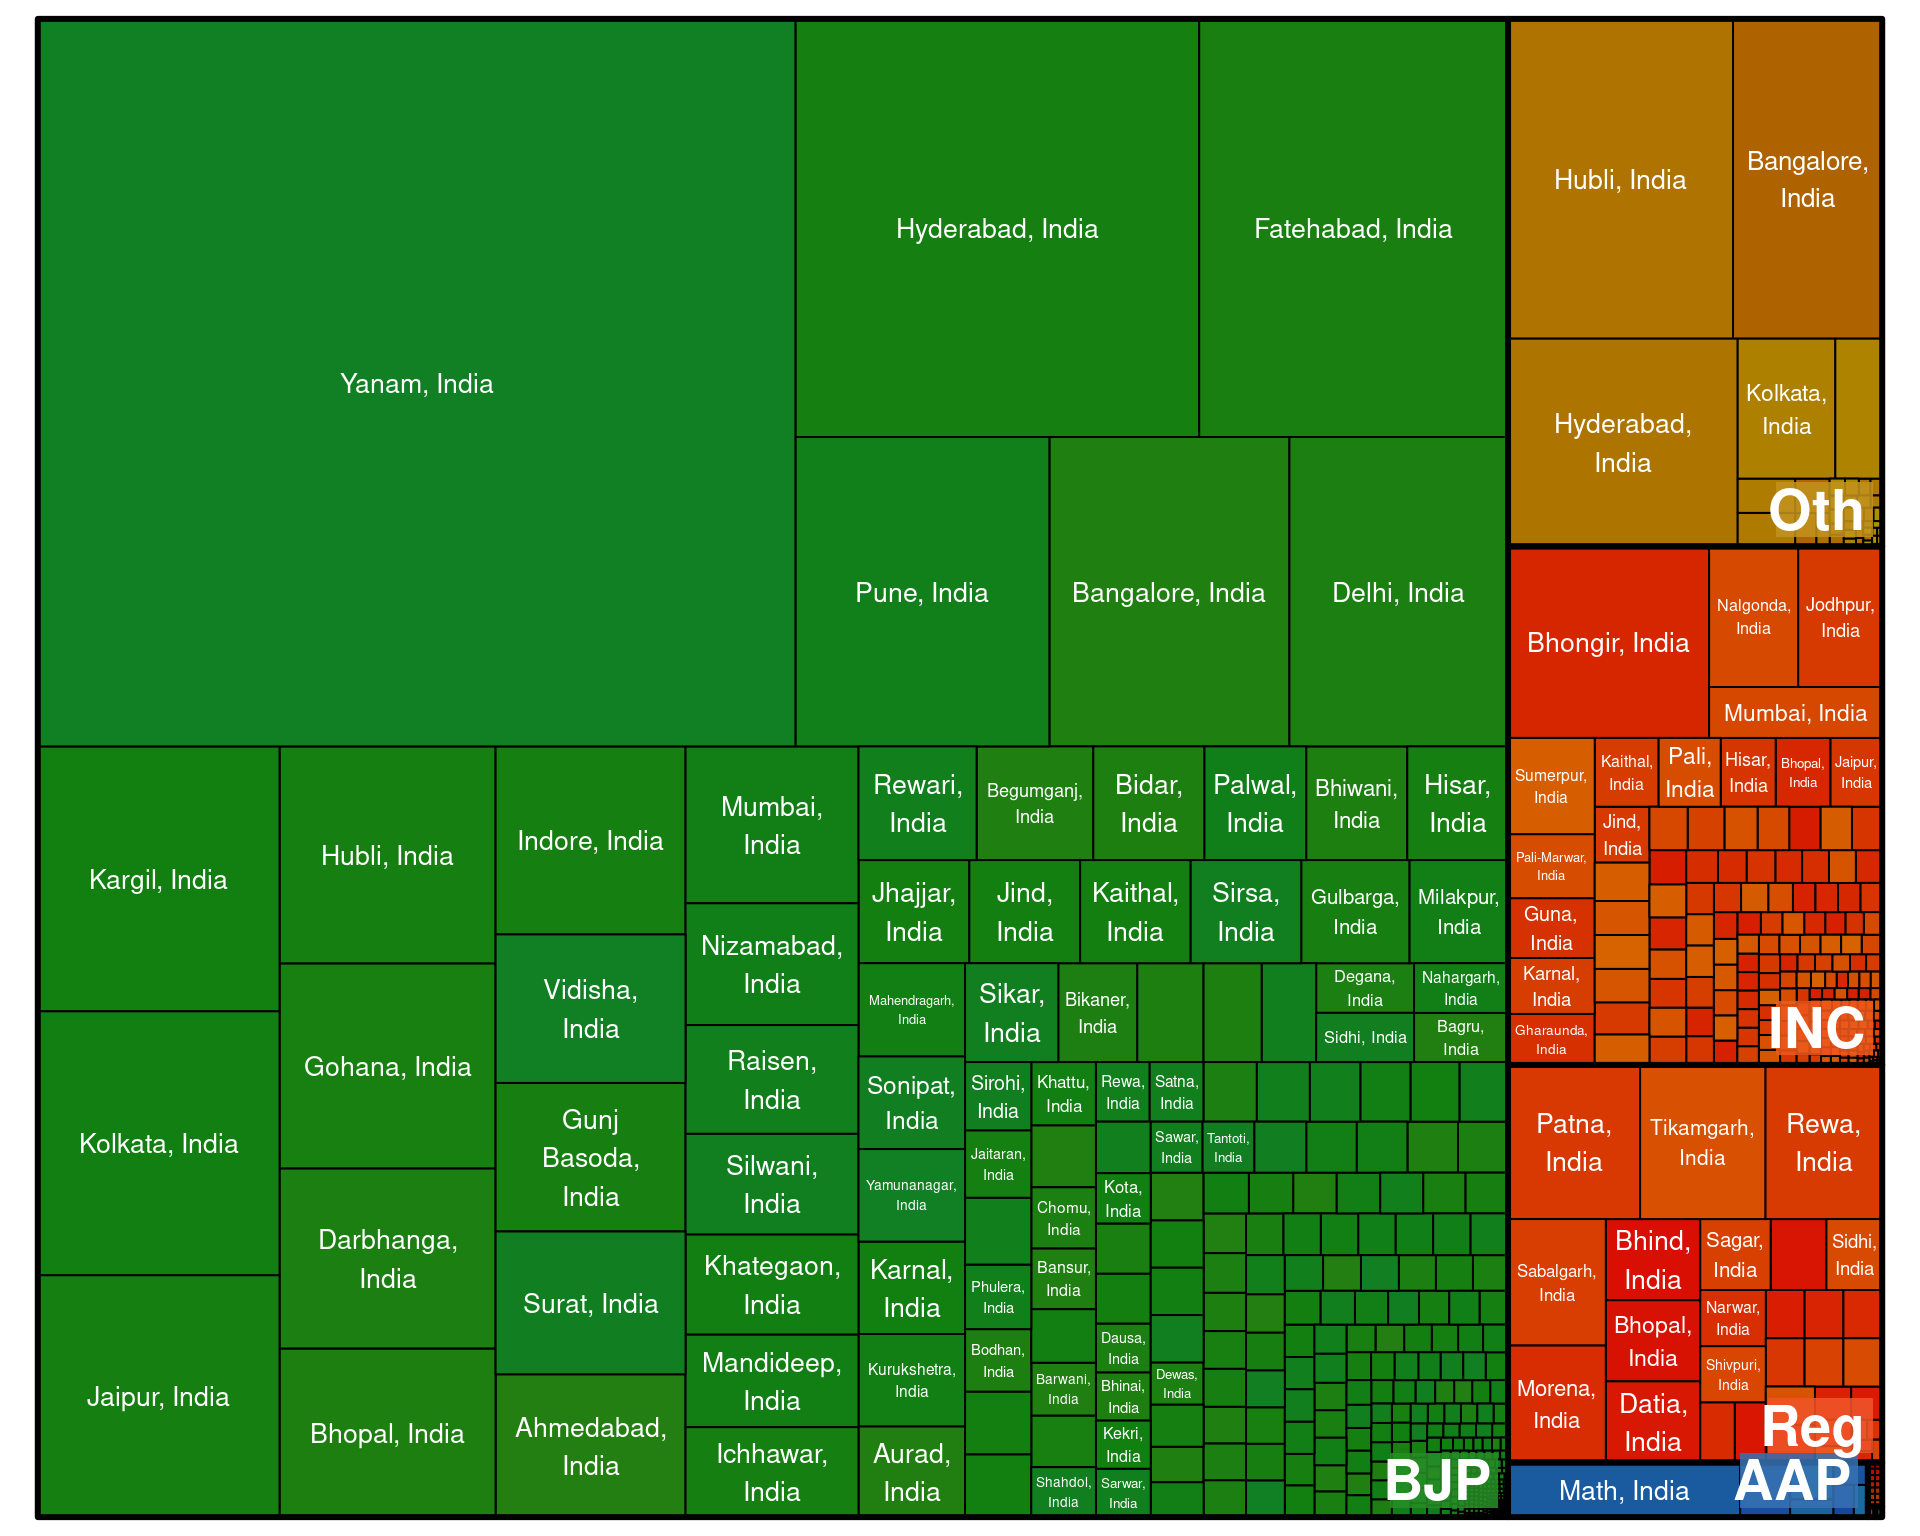 Yanam, India
Hyderabad, India
Fatehabad, India
Pune, India
Bangalore, India
Delhi, India
Kargil, India
Kolkata, India
Jaipur, India
Hubli, India
Gohana, India
Darbhanga,
India
Bhopal, India
Indore, India
Vidisha,
India
Gunj
Basoda,
India
Surat, India
Ahmedabad,
India
Mumbai,
India
Nizamabad,
India
Raisen,
India
Silwani,
India
Khategaon,
India
Mandideep,
India
Ichhawar,
India
Rewari,
India
Begumganj,
India
Bidar,
India
Palwal,
India
Bhiwani,
India
Hisar,
India
Jhajjar,
India
Jind,
India
Kaithal,
India
Sirsa,
India
Gulbarga,
India
Milakpur,
India
Mahendragarh,
India
Sonipat,
India
Yamunanagar,
India
Karnal,
India
Kurukshetra,
India
Aurad,
India
Sikar,
India
Bikaner,
India
Degana,
India
Nahargarh,
India
Sidhi, India
Bagru,
India
Sirohi,
India
Jaitaran,
India
Phulera,
India
Bodhan,
India
Khattu,
India
Chomu,
India
Bansur,
India
Barwani,
India
Shahdol,
India
Rewa,
India
Satna,
India
Sawar,
India
Tantoti,
India
Kota,
India
Dausa,
India
Bhinai,
India
Dewas,
India
Kekri,
India
Sarwar,
India
BJP
Hubli, India
Bangalore,
India
Hyderabad,
India
Kolkata,
India
Oth
Bhongir, India
Nalgonda,
India
Jodhpur,
India
Mumbai, India
Sumerpur,
India
Pali-Marwar,
India
Guna,
India
Karnal,
India
Gharaunda,
India
Kaithal,
India
Pali,
India
Hisar,
India
Bhopal,
India
Jaipur,
India
Jind,
India
INC
Patna,
India
Tikamgarh,
India
Rewa,
India
Sabalgarh,
India
Morena,
India
Bhind,
India
Bhopal,
India
Datia,
India
Sagar,
India
Sidhi,
India
Narwar,
India
Shivpuri,
India
Reg
Math, India
AAP